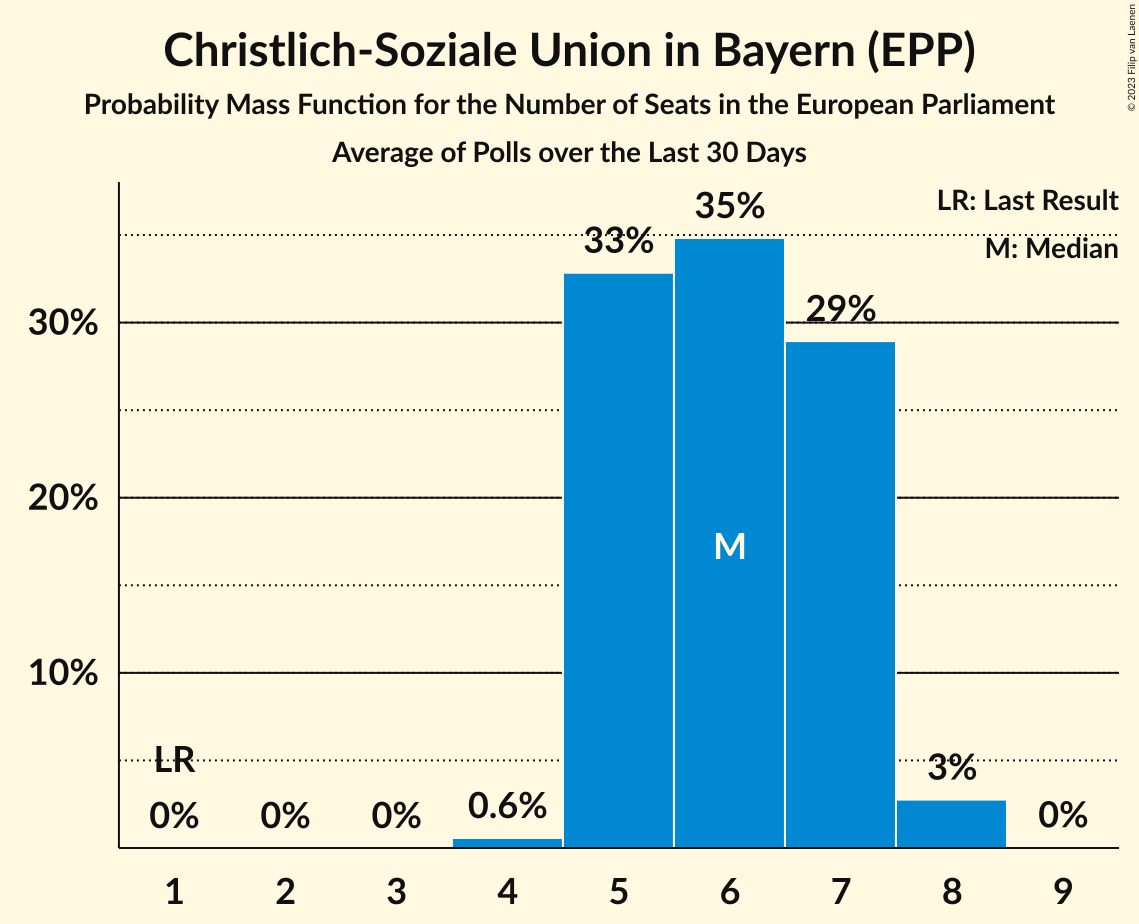 Christlich-Soziale Union in Bayern (EPP)
Probability Mass Function for the Number of Seats in the European Parliament
Average of Polls over the Last 30 Days
© 2023 Filip van Laenen
LR: Last Result
M: Median
35%
33%
29%
30%
20%
M
10%
LR
3%
0.6%
0%
0%
0%
0%
1 2 3 4 5 6 7 8 9